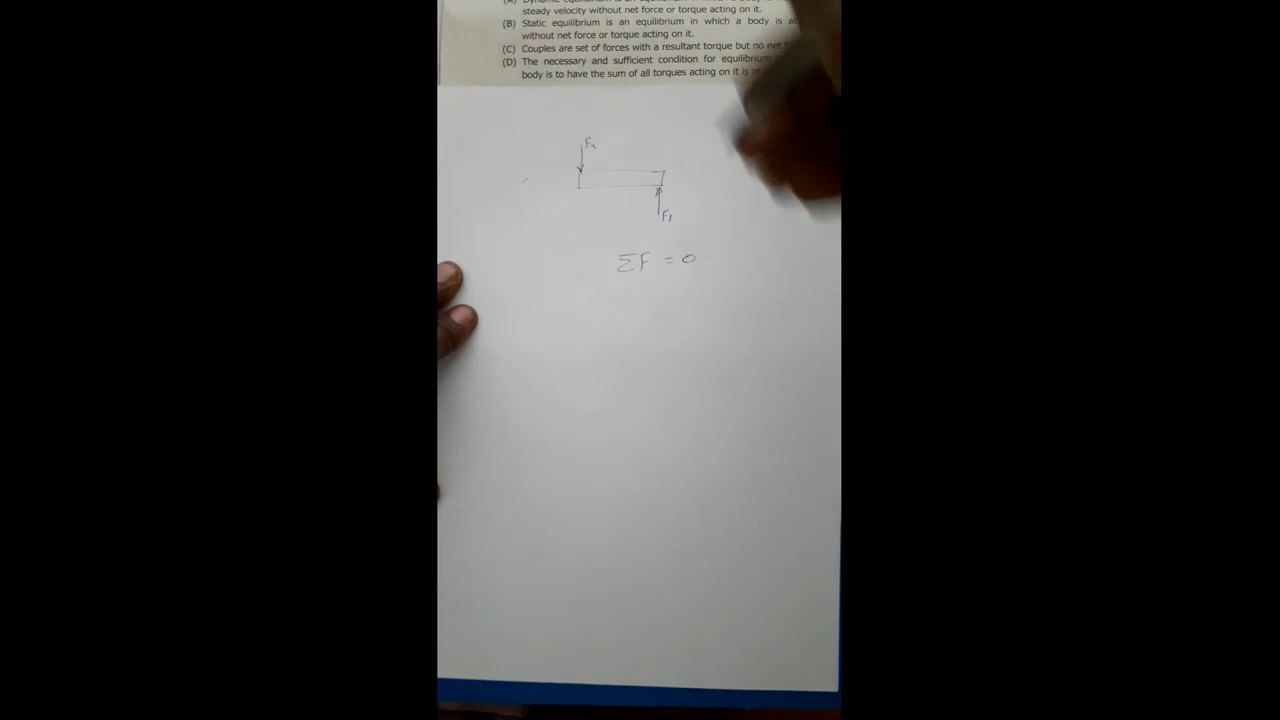 steady velocity without net force or torque acting on it.
(B) Static equilibrium is an equilibrium in which a body is at
without net force or torque acting on it.
(C) Couples are set of forces with a resultant torque but no net
(D) The necessary and sufficient condition for equilibrium
body is to have the sum of all torques acting on it is
F₂
F₁
ΣF = 0